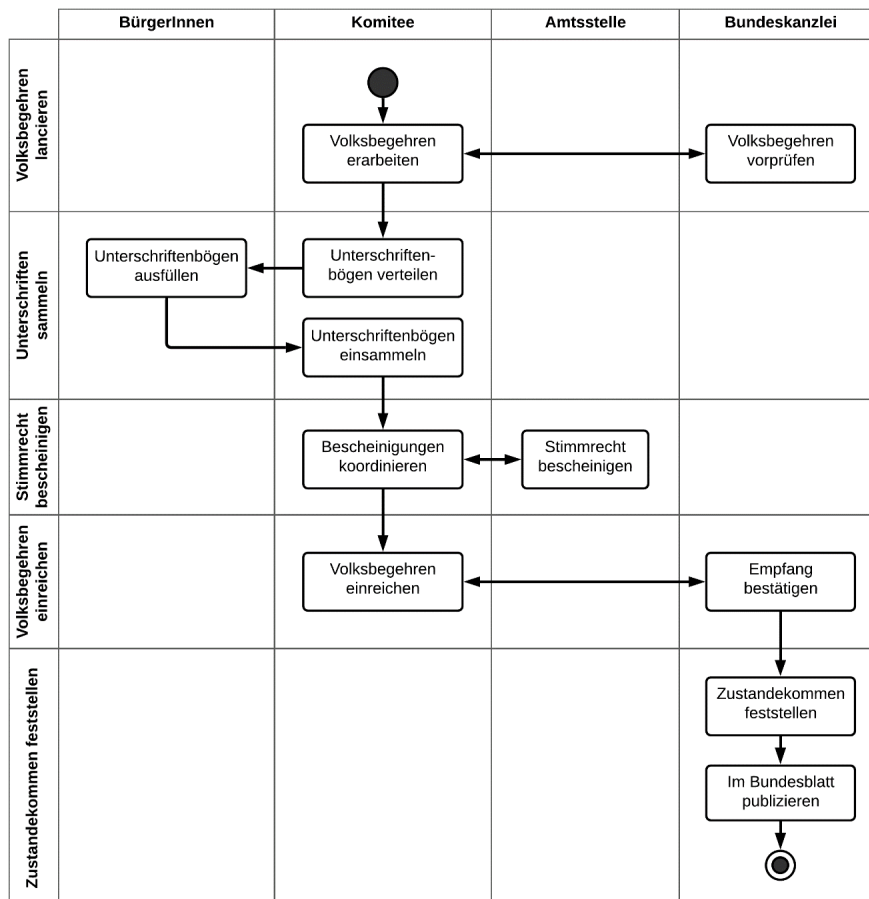 BürgerInnen
Komitee
Amtsstelle
Bundeskanzlei
Volksbegehren
lancieren
Volksbegehren
erarbeiten
Volksbegehren
vorprüfen
Unterschriften
sammeln
Unterschriftenbögen
ausfüllen
Unterschriften-
bögen verteilen
Unterschriftenbögen
einsammeln
Stimmrecht
bescheinigen
Bescheinigungen
koordinieren
Stimmrecht
bescheinigen
Volksbegehren
einreichen
Volksbegehren
einreichen
Empfang
bestätigen
Zustandekommen feststellen
Zustandekommen
feststellen
Im Bundesblatt
publizieren